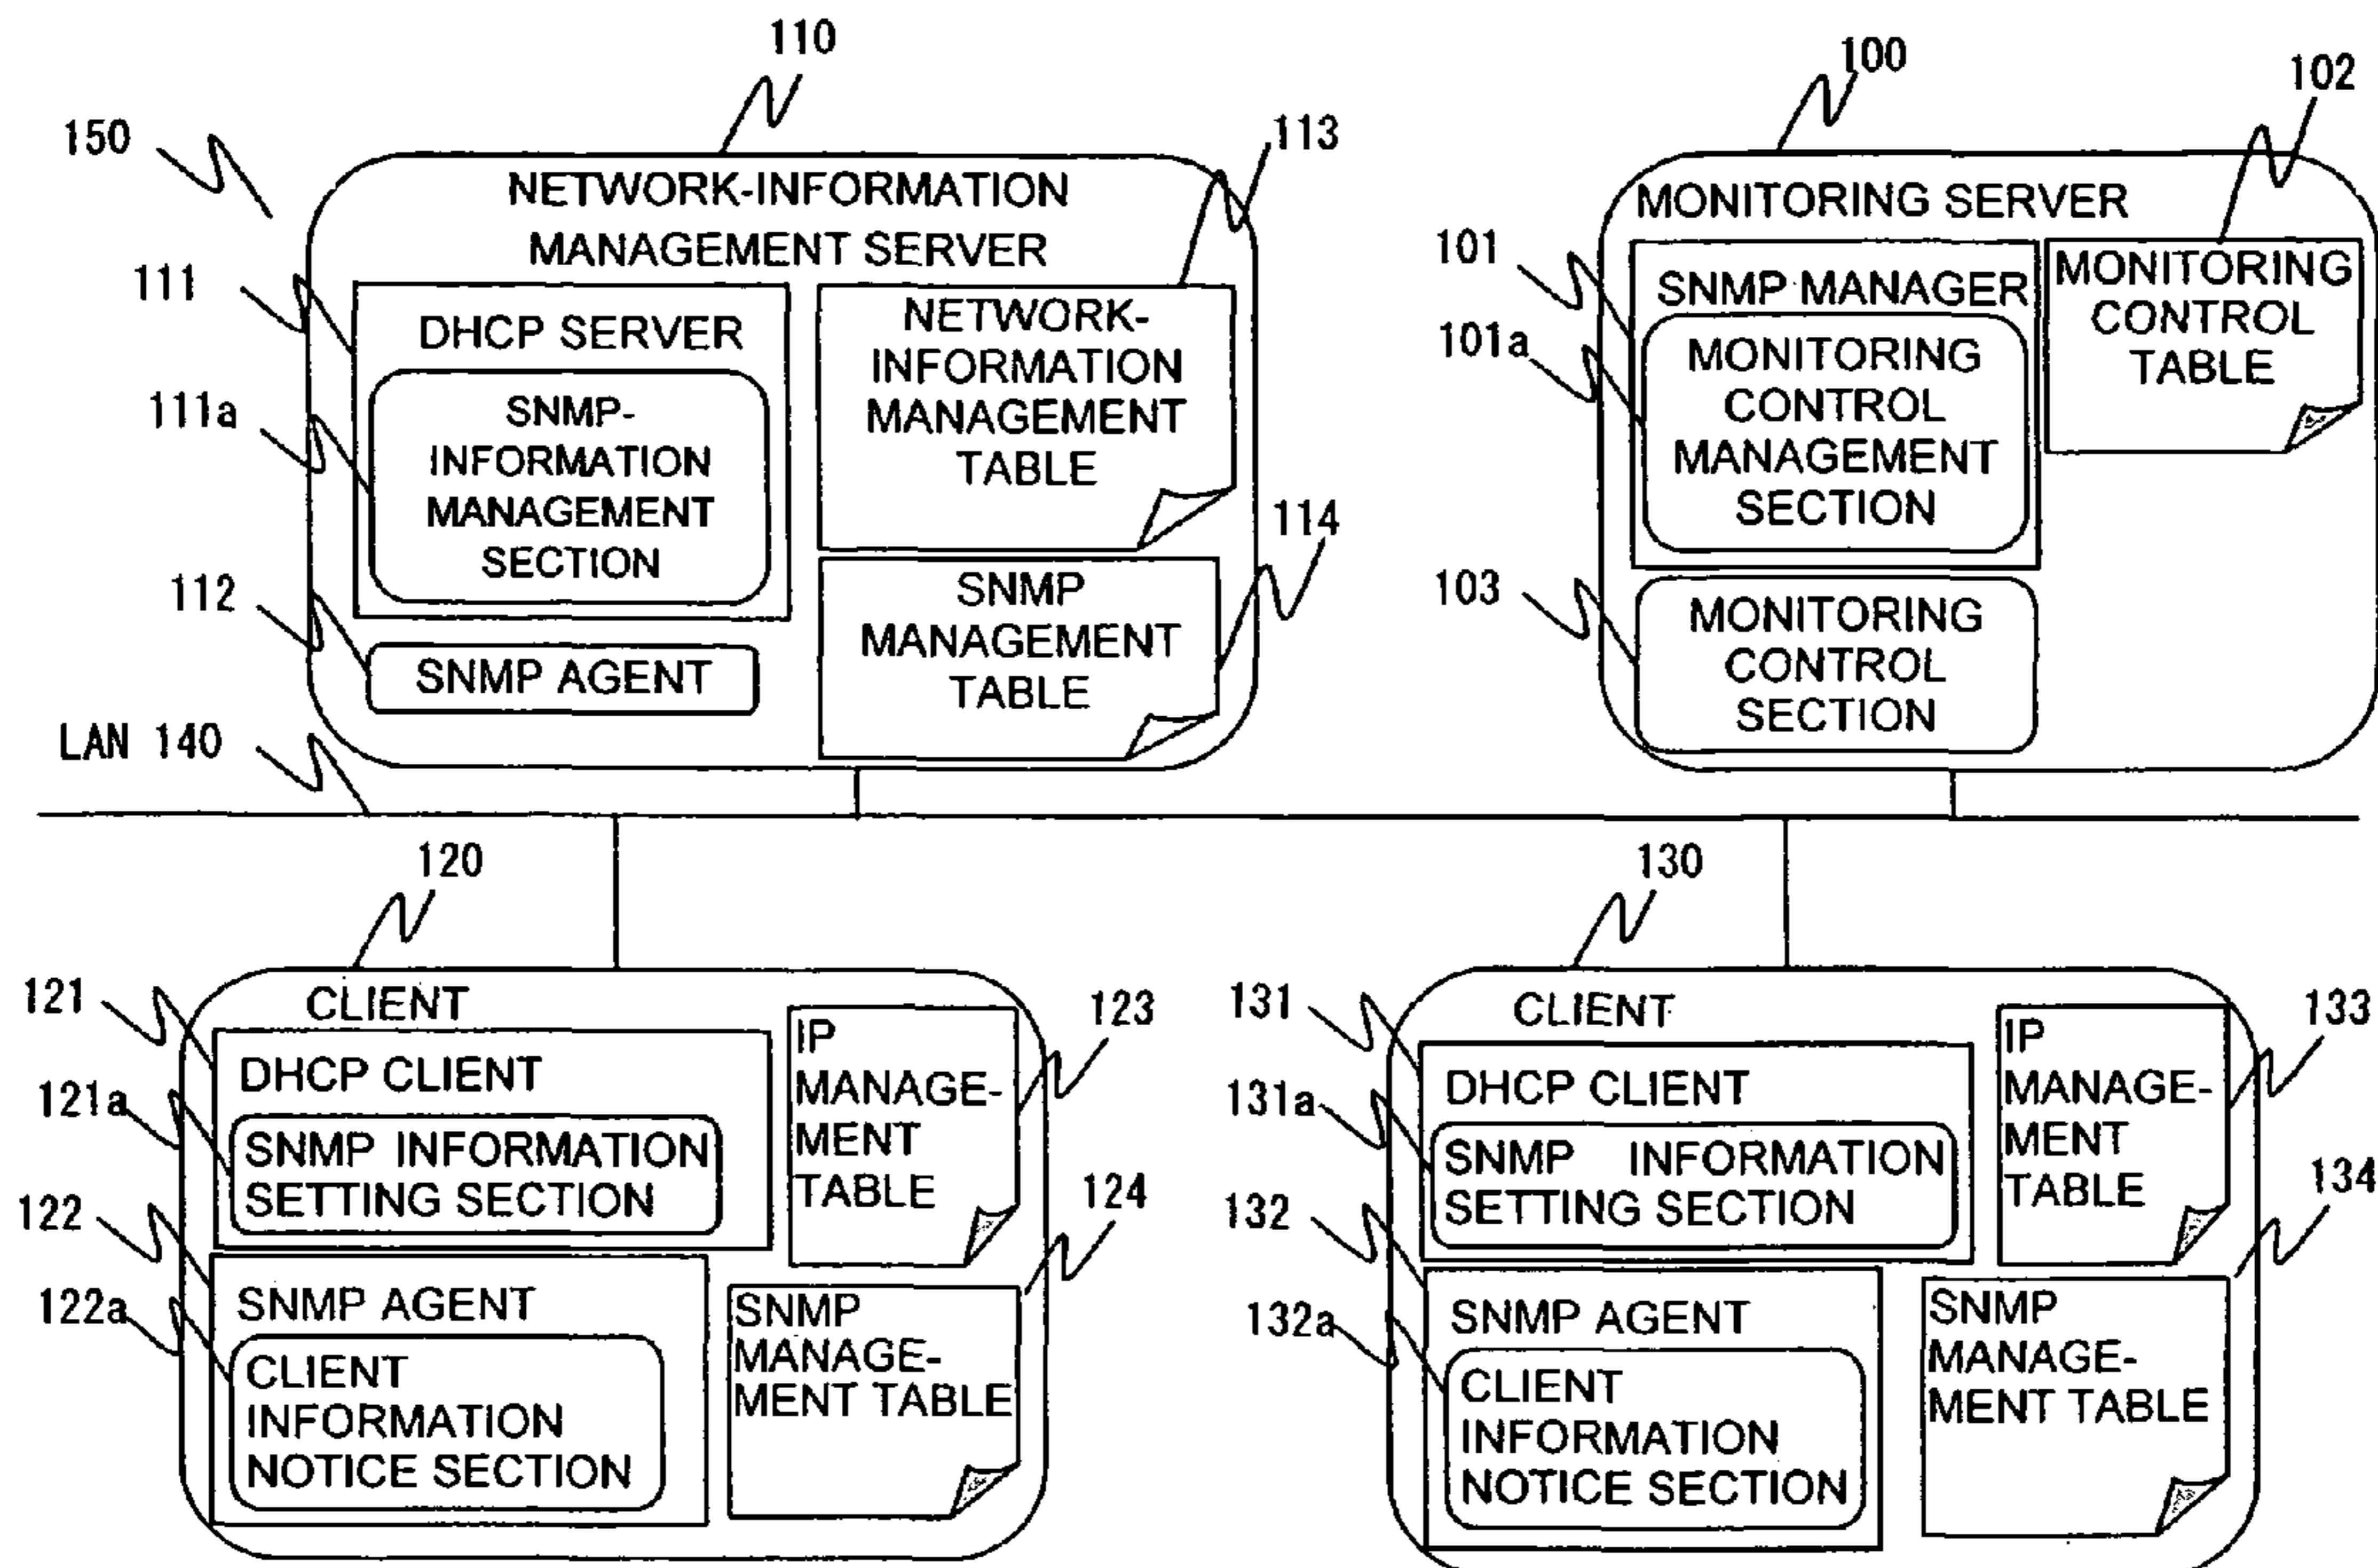 110
150
113
NETWORK-INFORMATION
MANAGEMENT SERVER
111
DHCP SERVER
111a
SNMP-
INFORMATION
MANAGEMENT
SECTION
NETWORK-
INFORMATION
MANAGEMENT
TABLE
114
112
SNMP AGENT
SNMP
MANAGEMENT
TABLE
100
102
MONITORING SERVER
101
SNMP MANAGER
101a
MONITORING
CONTROL
MANAGEMENT
SECTION
MONITORING
CONTROL
TABLE
103
MONITORING
CONTROL
SECTION
LAN 140
120
CLIENT
121
DHCP CLIENT
121a
SNMP INFORMATION
SETTING SECTION
IP
MANAGE-
MENT
TABLE
123
122
SNMP AGENT
122a
CLIENT
INFORMATION
NOTICE SECTION
124
SNMP
MANAGE-
MENT TABLE
130
CLIENT
131
DHCP CLIENT
131a
SNMP INFORMATION
SETTING SECTION
IP
MANAGE-
MENT
TABLE
133
132
SNMP AGENT
132a
CLIENT
INFORMATION
NOTICE SECTION
134
SNMP
MANAGE-
MENT TABLE